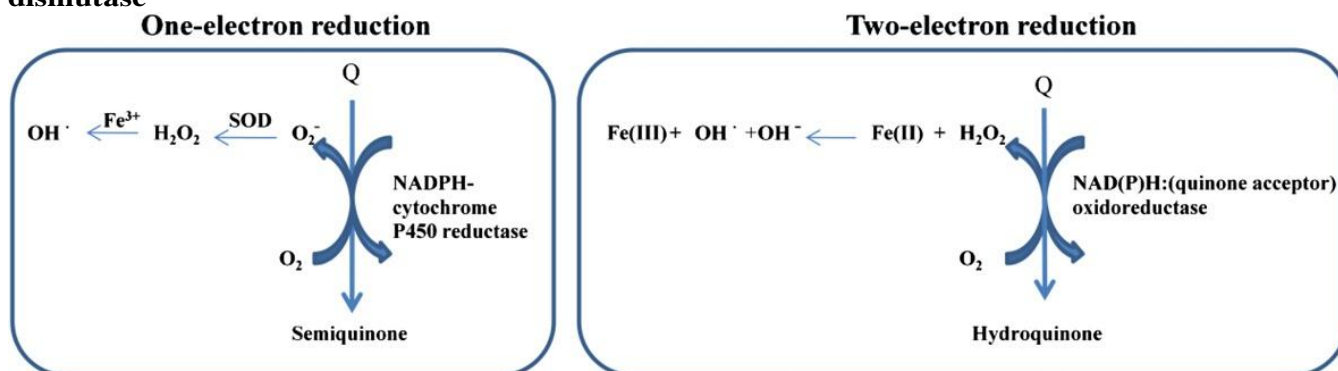 dismutase
One-electron reduction
Q
OH · Fe³⁺ H₂O₂ SOD O₂⁻
NADPH-
cytochrome
P450 reductase
O₂
Semiquinone
Two-electron reduction
Q
Fe(III)+ OH · +OH⁻ Fe(II) + H₂O₂
NAD(P)H:(quinone acceptor)
oxidoreductase
O₂
Hydroquinone